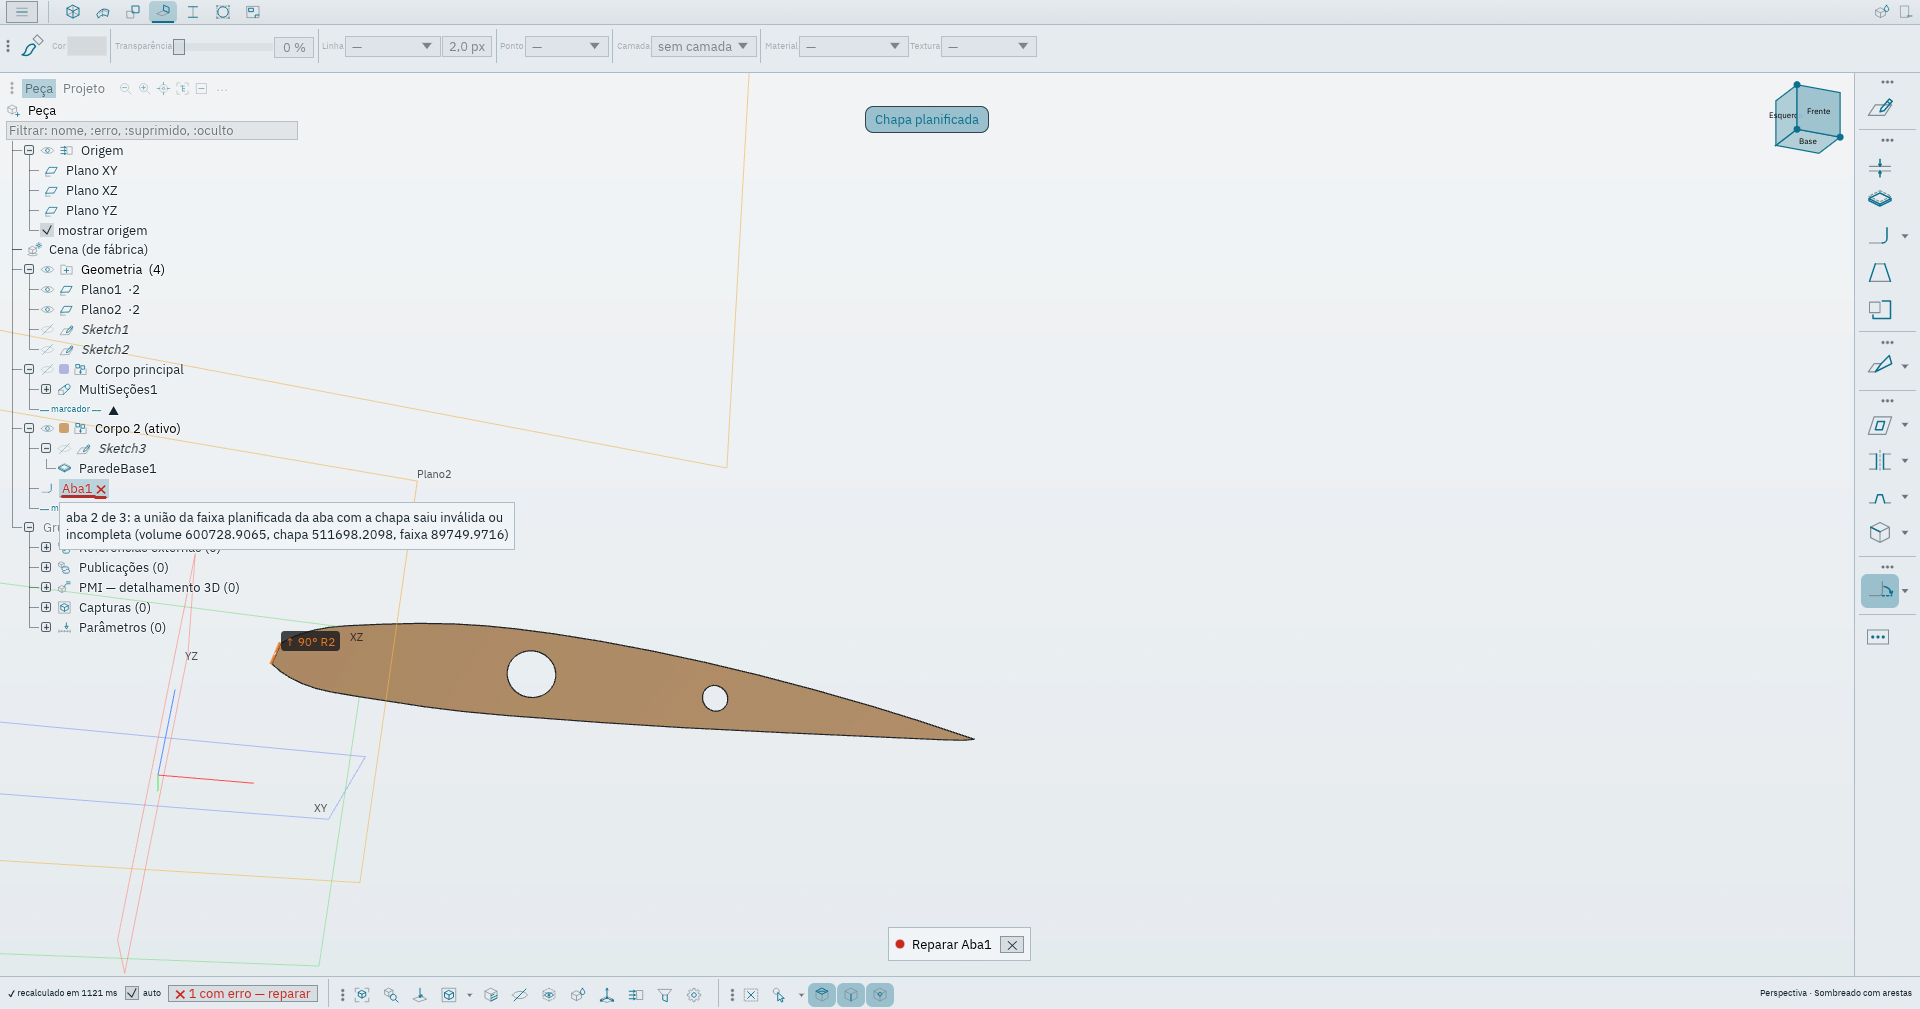 Cor
Transparência
0 %
Linha
—
2,0 px
Ponto
—
Camada
sem camada
Material
—
Textura
—
Peça
Projeto
Peça
Filtrar: nome, :erro, :suprimido, :oculto
Origem
Plano XY
Plano XZ
Plano YZ
mostrar origem
Cena (de fábrica)
Geometria (4)
Plano1 ·2
Plano2 ·2
Sketch1
Sketch2
Corpo principal
MultiSeções1
marcador
Corpo 2 (ativo)
Sketch3
ParedeBase1
Aba1
aba 2 de 3: a união da faixa planificada da aba com a chapa saiu inválida ou
incompleta (volume 600728.9065, chapa 511698.2098, faixa 89749.9716)
Publicações (0)
PMI — detalhamento 3D (0)
Capturas (0)
Parâmetros (0)
Chapa planificada
Frente
Base
Plano2
↑ 90° R2
XZ
YZ
XY
Reparar Aba1
recalculado em 1121 ms
auto
1 com erro — reparar
Perspectiva · Sombreado com arestas